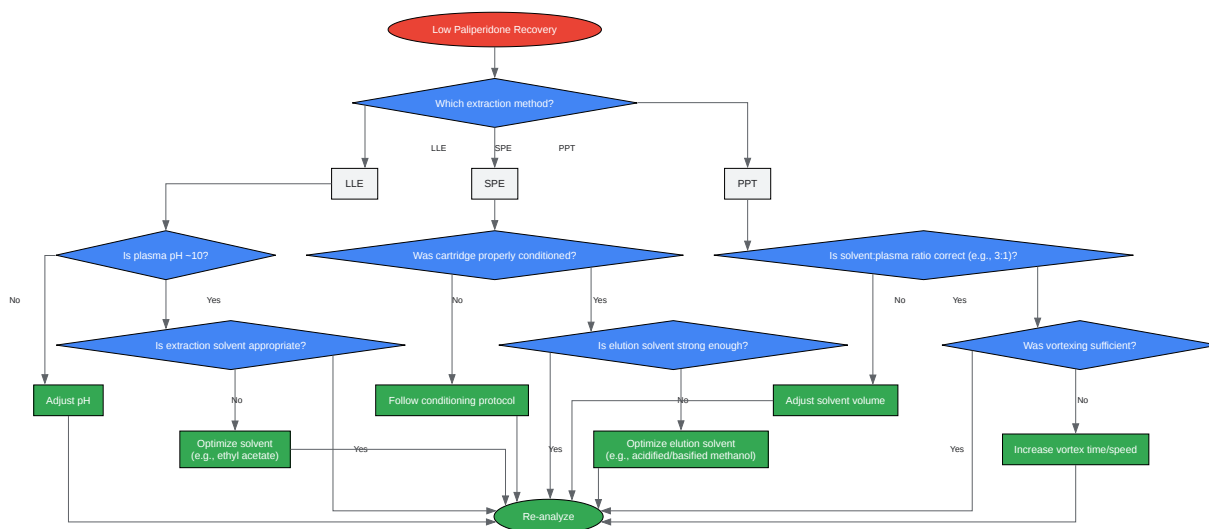 Low Paliperidone Recovery
Which extraction method?
LLE
SPE
PPT
LLE
SPE
PPT
Is plasma pH ~10?
Was cartridge properly conditioned?
Is solvent:plasma ratio correct (e.g., 3:1)?
No
Yes
No
Yes
No
Yes
Is extraction solvent appropriate?
Is elution solvent strong enough?
Was vortexing sufficient?
Adjust pH
No
Follow conditioning protocol
No
Adjust solvent volume
No
Optimize solvent
(e.g., ethyl acetate)
Yes
Yes
Optimize elution solvent
(e.g., acidified/basified methanol)
Yes
Increase vortex time/speed
Re-analyze